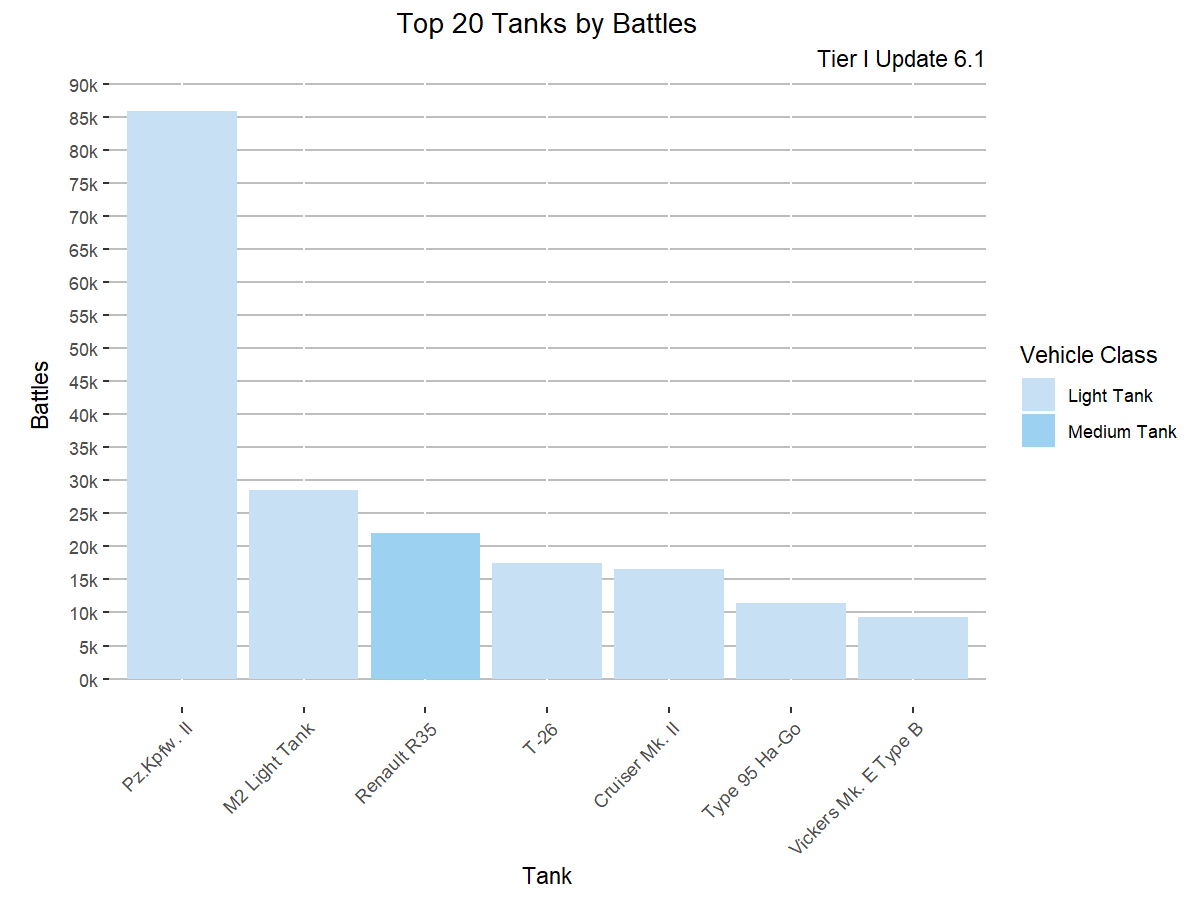 Top 20 Tanks by Battles
Tier I Update 6.1
90k
85k
80k
75k
70k
65k
60k
55k
50k
45k
40k
35k
30k
25k
20k
15k
10k
5k
0k
Battles
Pz.Kpfw. II
M2 Light Tank
Renault R35
T-26
Cruiser Mk. II
Type 95 Ha-Go
Vickers Mk. E Type B
Tank
Vehicle Class
Light Tank
Medium Tank